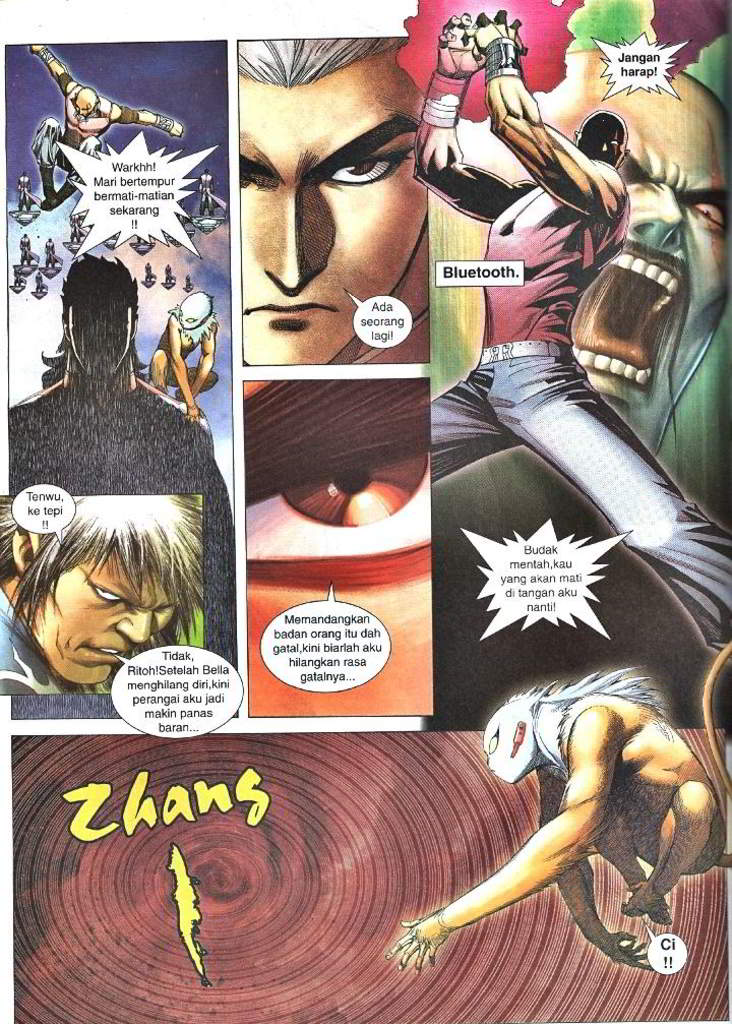 Warkhh!
Mari bertempur
bermati-matian
sekarang
!!
Ada
seorang
lagi!
Jangan
harap!
Bluetooth.
Tenwu,
ke tepi
!!
Tidak,
Ritoh!Setelah Bella
menghilang diri,kini
perangai aku jadi
makin panas
baran...
Memandangkan
badan orang itu dah
gatal,kini biarlah aku
hilangkan rasa
gatalnya...
Budak
mentah,kau
yang akan mati
di tangan aku
nanti!
Zhang
!
Ci
!!